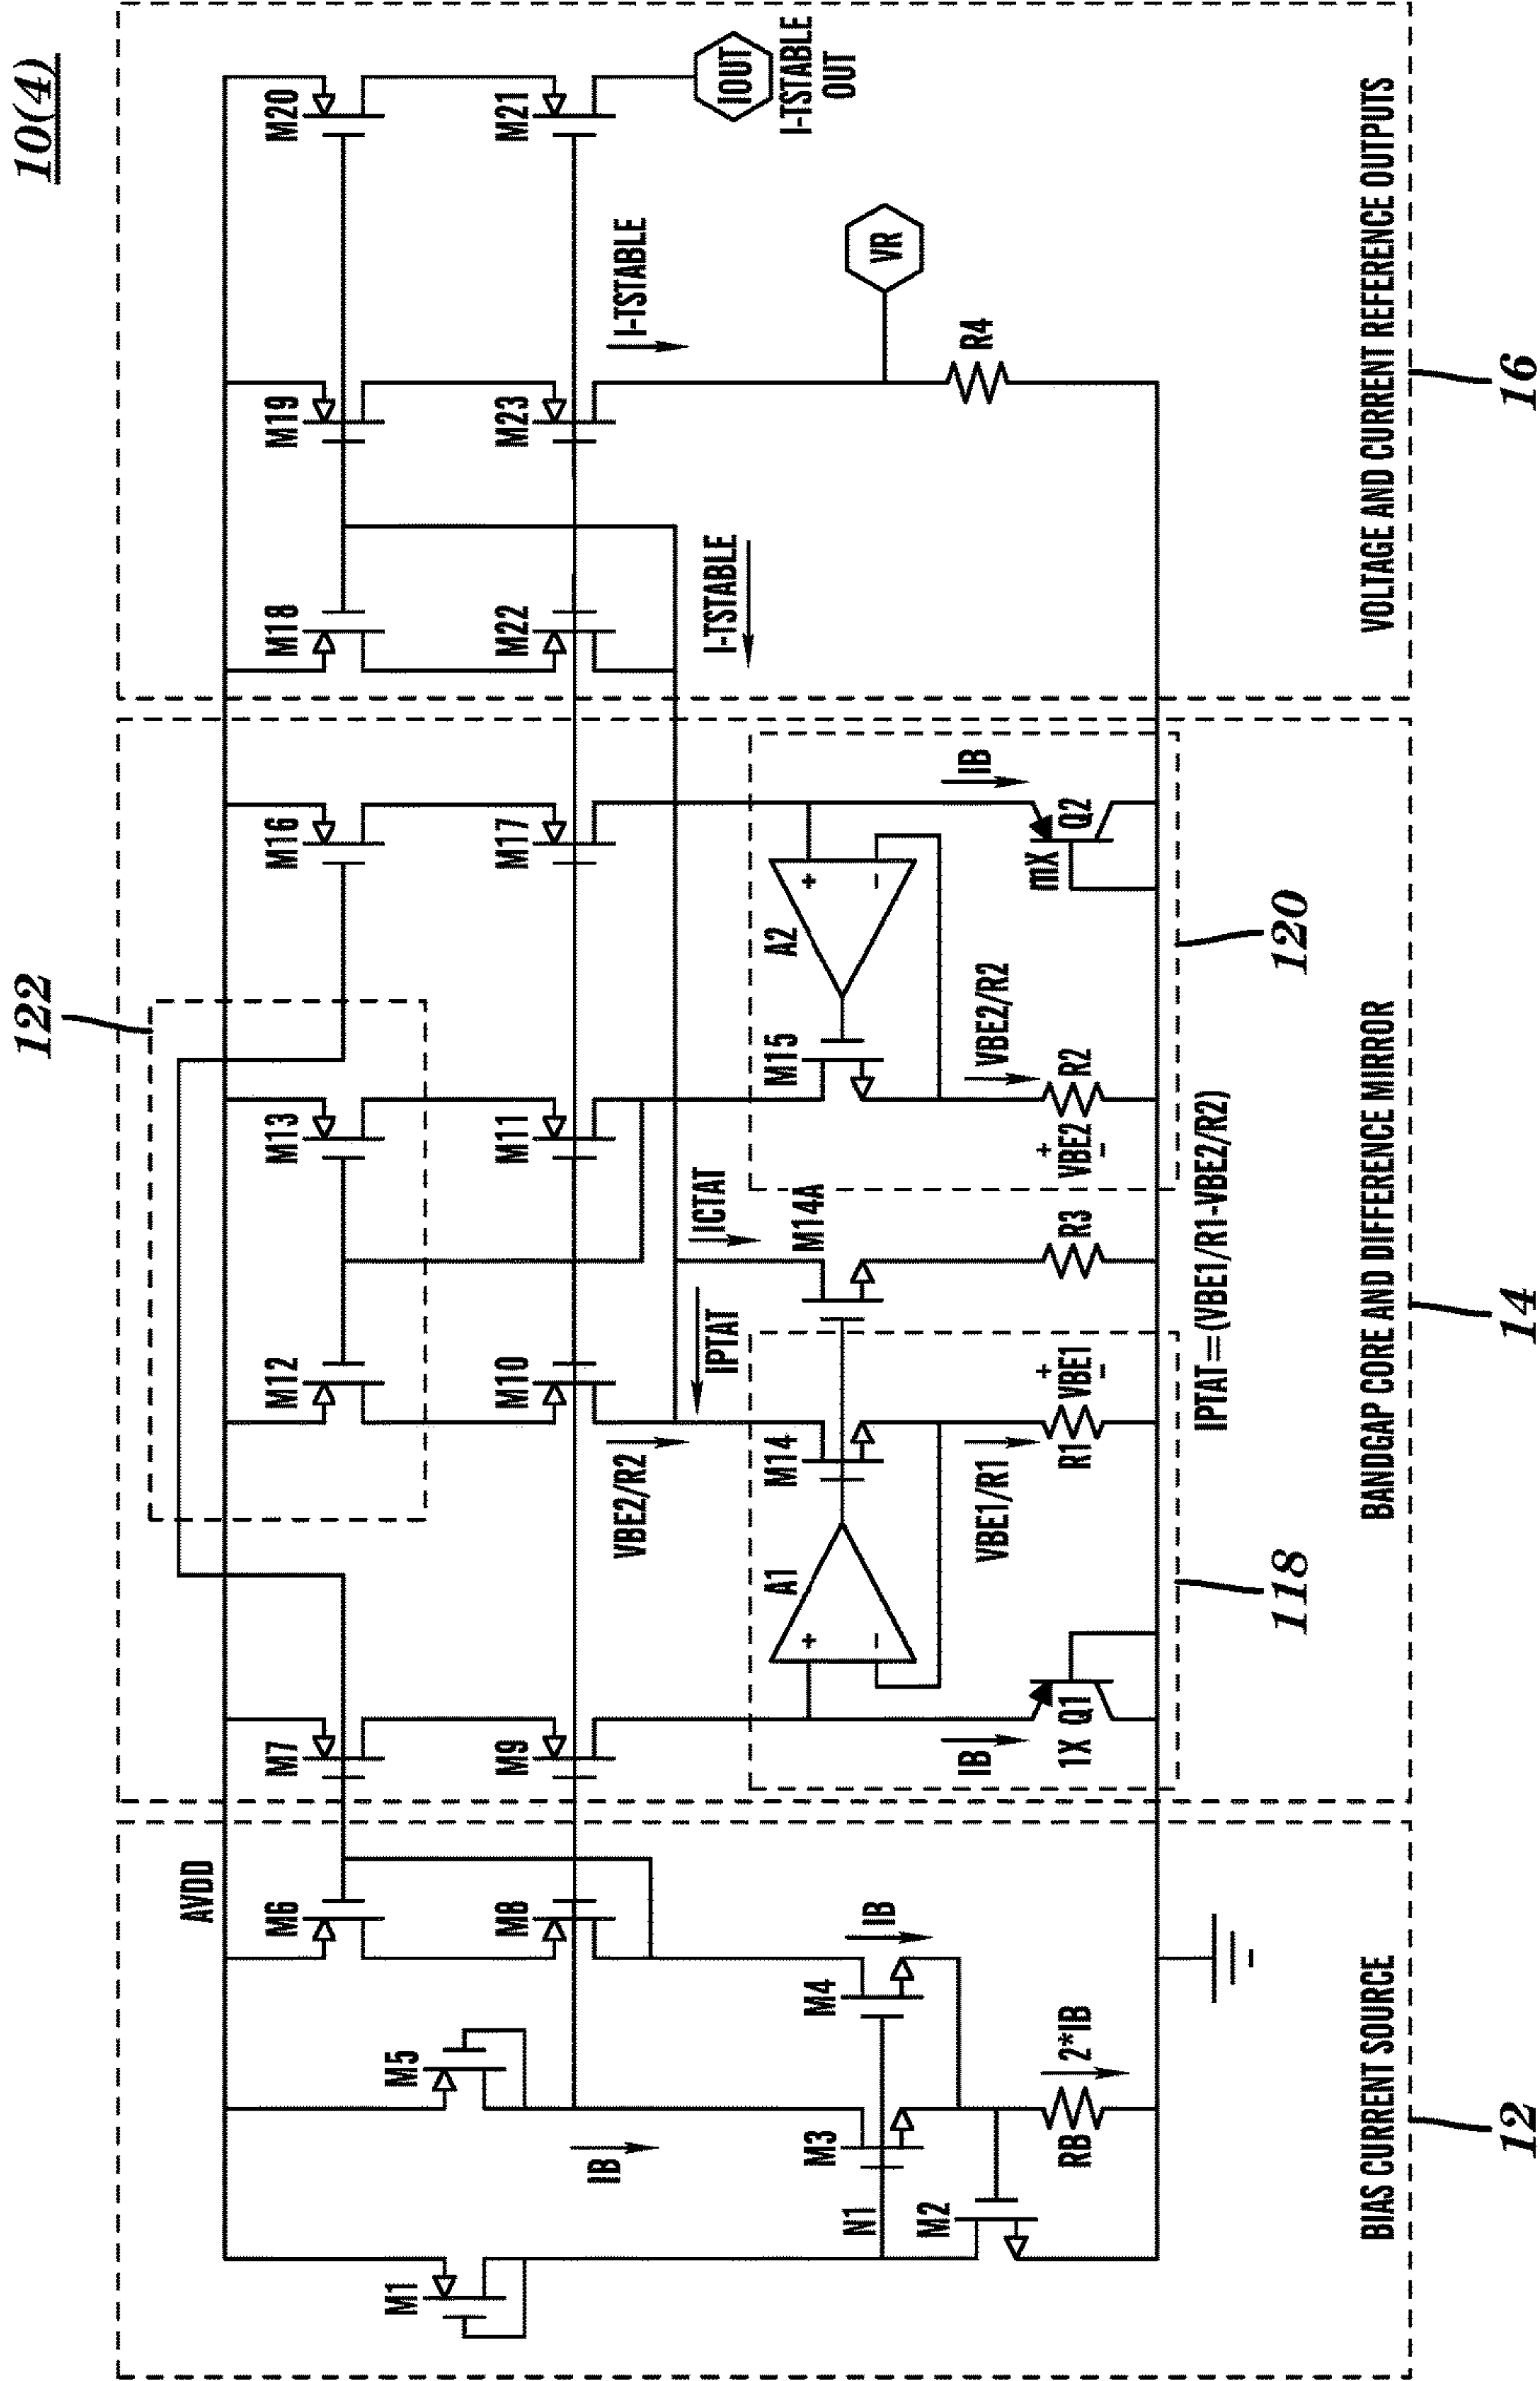 10(4)
122
AVDD
M1
M5
M6
M7
M12
M13
M16
M18
M19
M20
M8
M9
M10
M11
M17
M22
M23
M21
IOUT
I-TSTABLE
OUT
IB
VBE2/R2
IPTAT
ICTAT
I-TSTABLE
I-TSTABLE
N1
M3
M4
IB
A1
+
-
M14
M14A
M15
A2
+
-
VR
M2
RB
2*IB
IB
1X
Q1
VBE1/R1
R1
+
VBE1
-
R3
+
VBE2
-
VBE2/R2
R2
IB
mX
Q2
R4
IPTAT=(VBE1/R1-VBE2/R2)
118
120
BIAS CURRENT SOURCE
BANDGAP CORE AND DIFFERENCE MIRROR
VOLTAGE AND CURRENT REFERENCE OUTPUTS
12
14
16